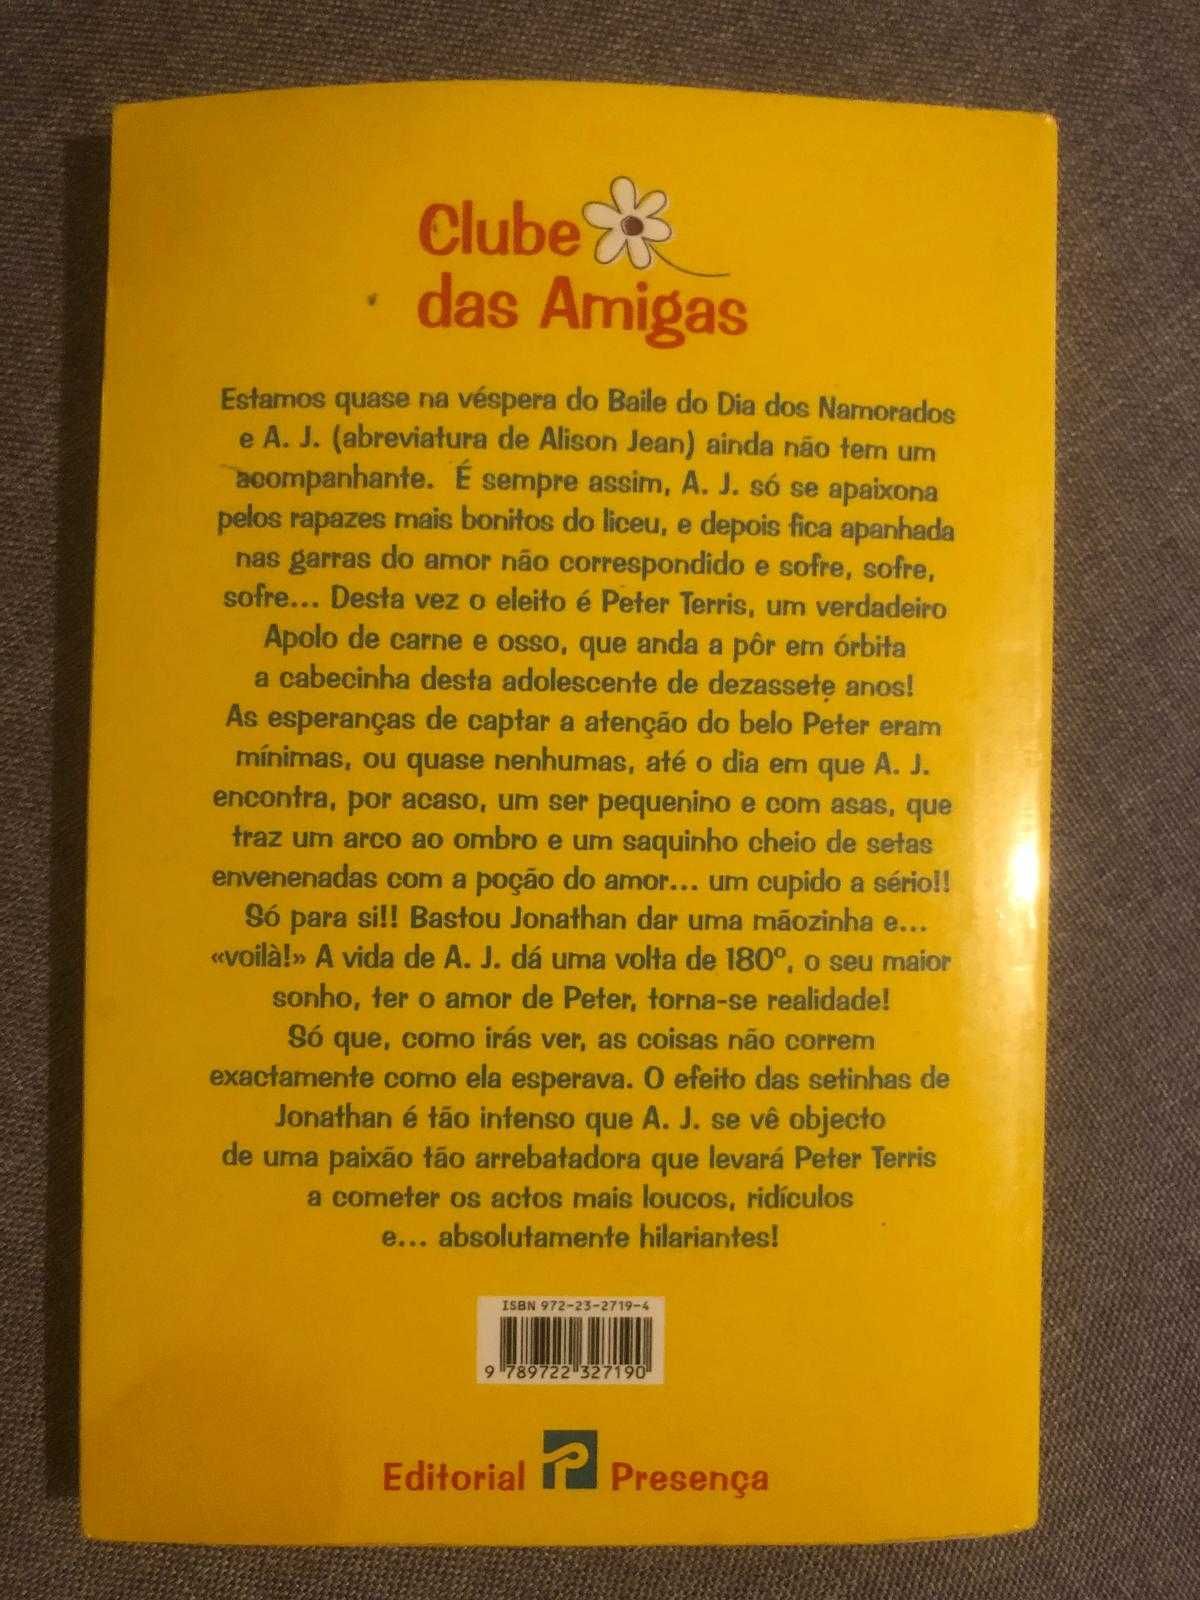 Clube
das Amigas
Estamos quase na véspera do Baile do Dia dos Namorados
e A. J. (abreviatura de Alison Jean) ainda não tem um
acompanhante. É sempre assim, A. J. só se apaixona
pelos rapazes mais bonitos do liceu, e depois fica apanhada
nas garras do amor não correspondido e sofre, sofre,
sofre... Desta vez o eleito é Peter Terris, um verdadeiro
Apolo de carne e osso, que anda a pôr em órbita
a cabecinha desta adolescente de dezassete anos!
As esperanças de captar a atenção do belo Peter eram
mínimas, ou quase nenhumas, até o dia em que A. J.
encontra, por acaso, um ser pequenino e com asas, que
traz um arco ao ombro e um saquinho cheio de setas
envenenadas com a poção do amor... um cupido a sério!!
Só para si!! Bastou Jonathan dar uma mãozinha e...
«voilà!» A vida de A. J. dá uma volta de 180º, o seu maior
sonho, ter o amor de Peter, torna-se realidade!
Só que, como irás ver, as coisas não correm
exactamente como ela esperava. O efeito das setinhas de
Jonathan é tão intenso que A. J. se vê objecto
de uma paixão tão arrebatadora que levará Peter Terris
a cometer os actos mais loucos, ridículos
e... absolutamente hilariantes!
ISBN 972-23-2719-4
9 789722 327190
Editorial Presença